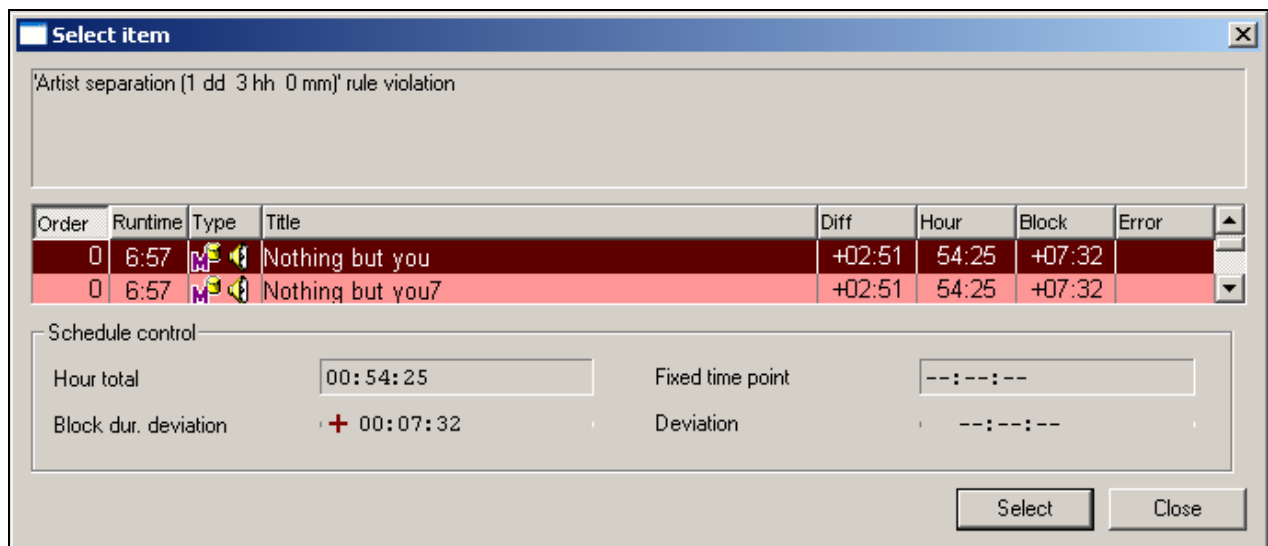 Select item
'Artist separation (1 dd 3 hh 0 mm)' rule violation
Order Runtime Type Title Diff Hour Block Error
0 6:57 M Nothing but you +02:51 54:25 +07:32
0 6:57 M Nothing but you7 +02:51 54:25 +07:32
Schedule control
Hour total 00:54:25 Fixed time point --:--:--
Block dur. deviation + 00:07:32 Deviation --:--:--
Select Close